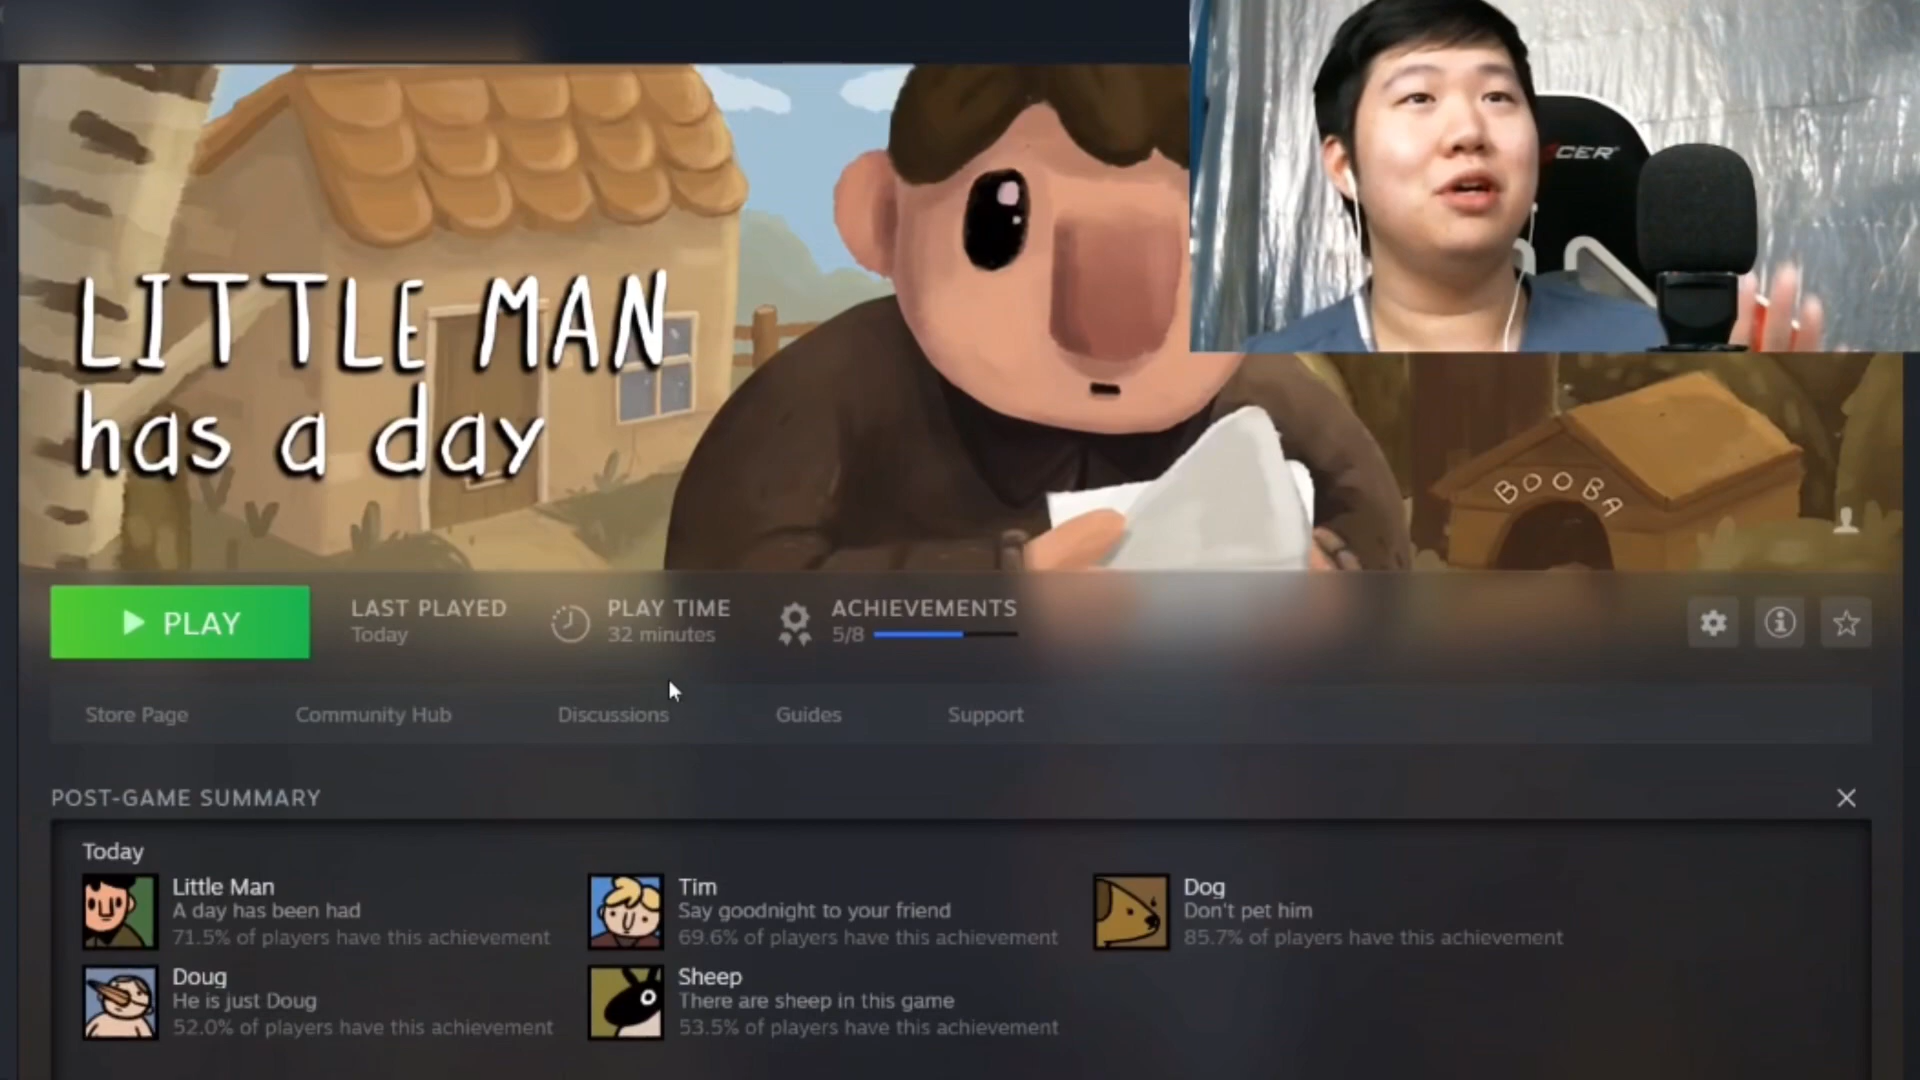 LITTLE MAN
has a day
CER
BOOBA
PLAY
LAST PLAYED
Today
PLAY TIME
32 minutes
ACHIEVEMENTS
5/8
Store Page
Community Hub
Discussions
Guides
Support
POST-GAME SUMMARY
Today
Little Man
A day has been had
71.5% of players have this achievement
Tim
Say goodnight to your friend
69.6% of players have this achievement
Dog
Don't pet him
85.7% of players have this achievement
Doug
He is just Doug
52.0% of players have this achievement
Sheep
There are sheep in this game
53.5% of players have this achievement